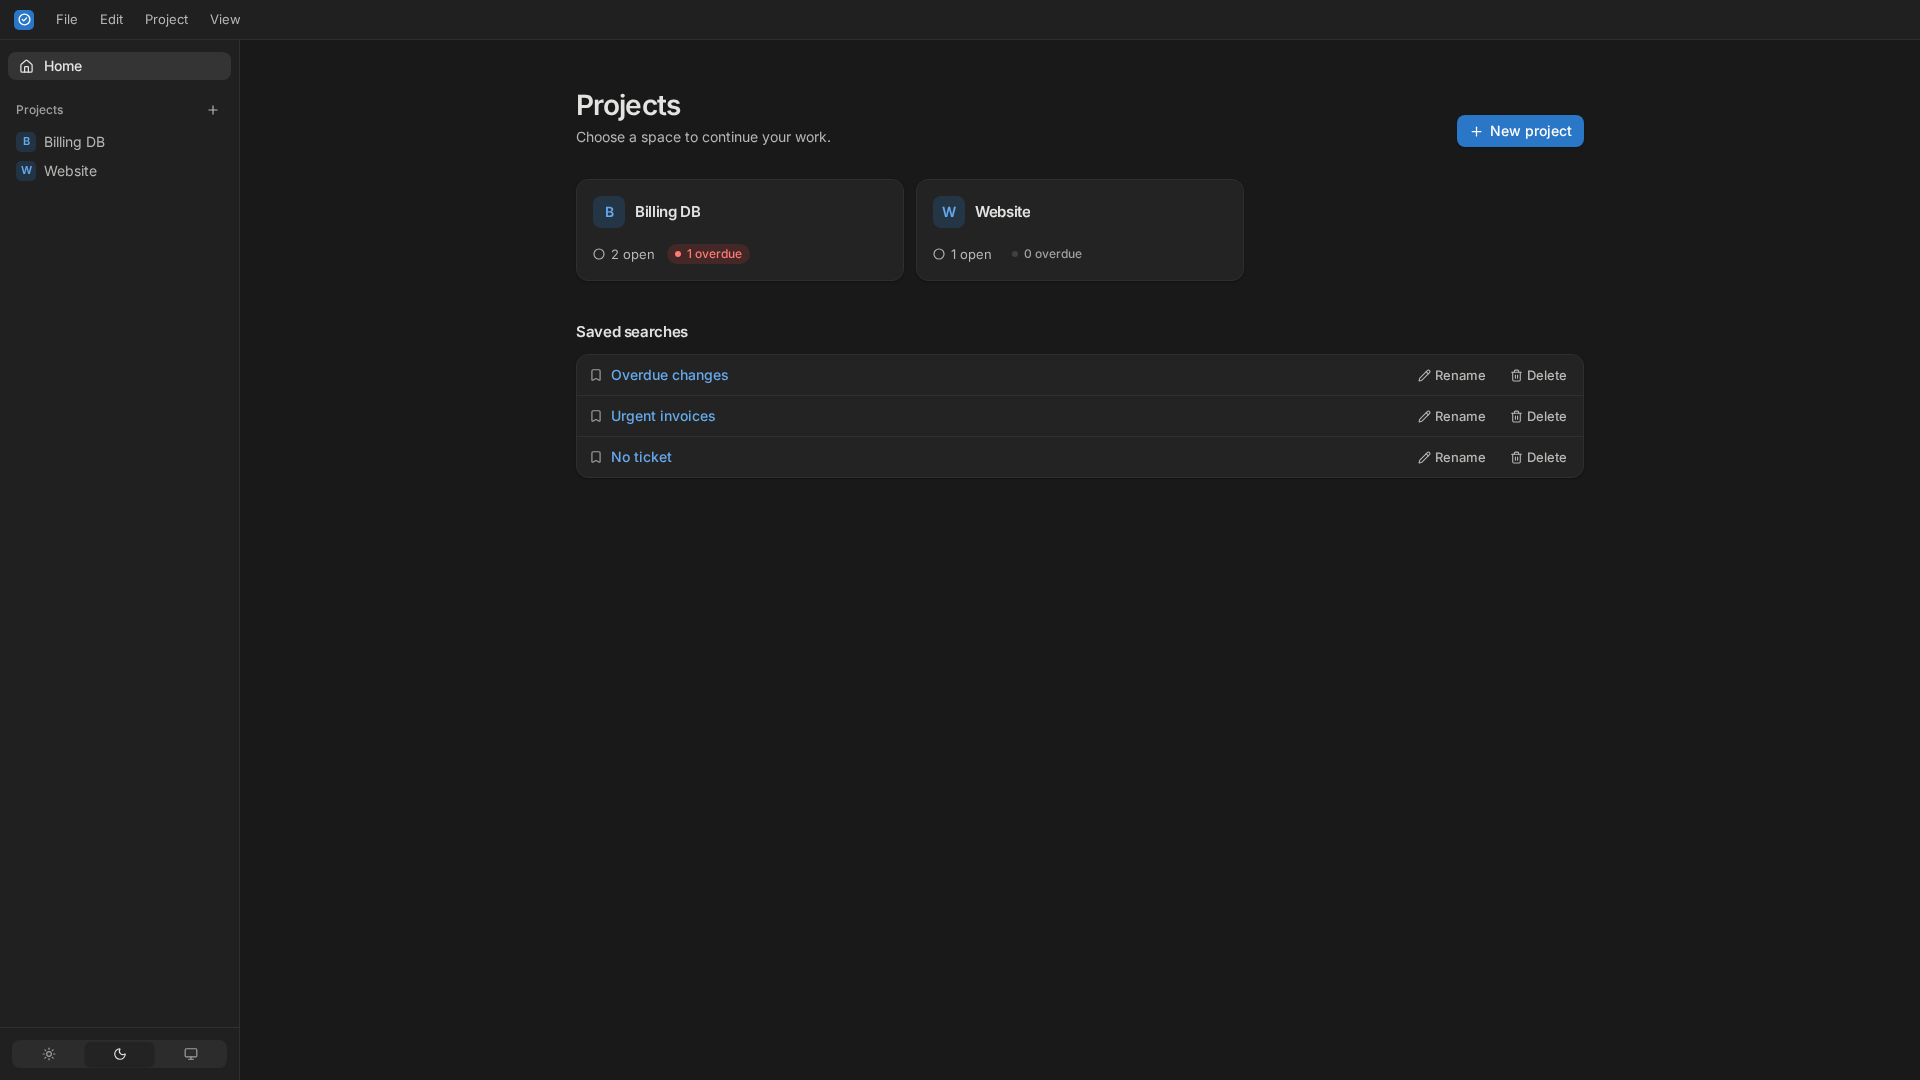 File Edit Project View
Home
Projects
B Billing DB
W Website
Projects
Choose a space to continue your work.
New project
B Billing DB
2 open 1 overdue
W Website
1 open 0 overdue
Saved searches
Overdue changes Rename Delete
Urgent invoices Rename Delete
No ticket Rename Delete